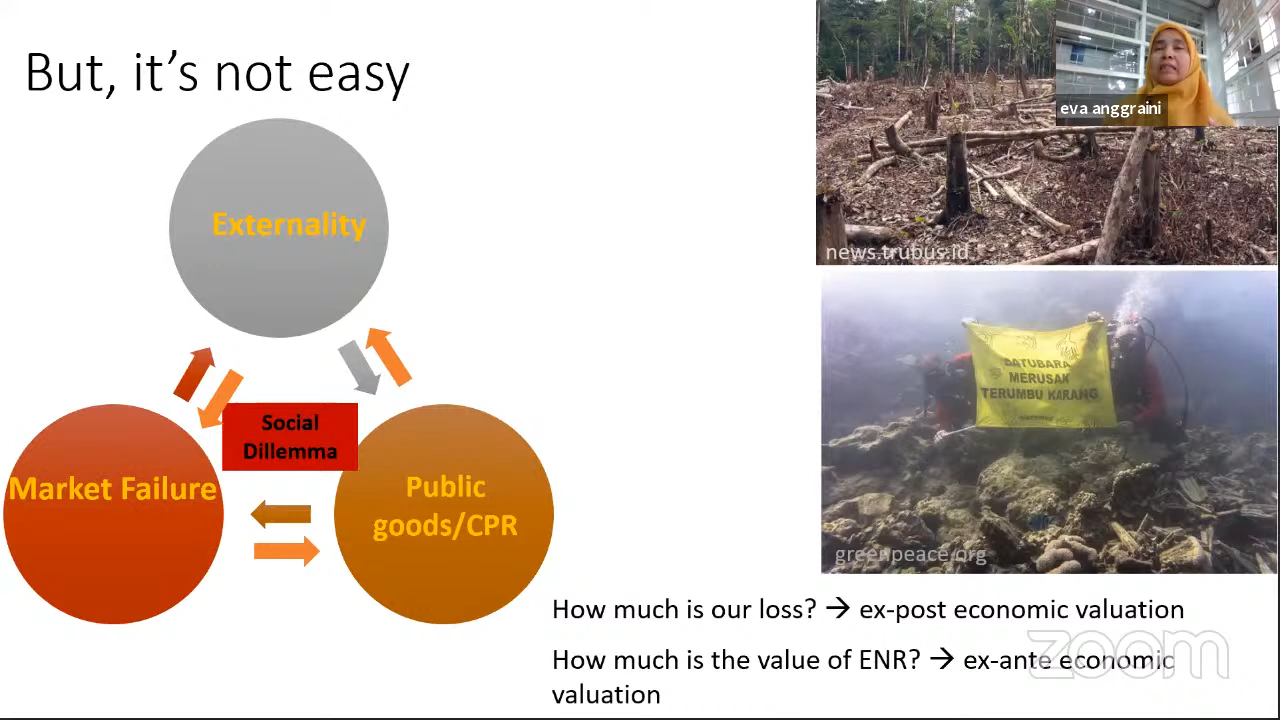 But, it's not easy
eva anggraini
Externality
news.trubus.id
Social
Dillemma
Market Failure
Public
goods/CPR
BATUBARA
MERUSAK
TERUMBU KARANG
greenpeace.org
How much is our loss? → ex-post economic valuation
How much is the value of ENR? → ex-ante economic
valuation
zoom